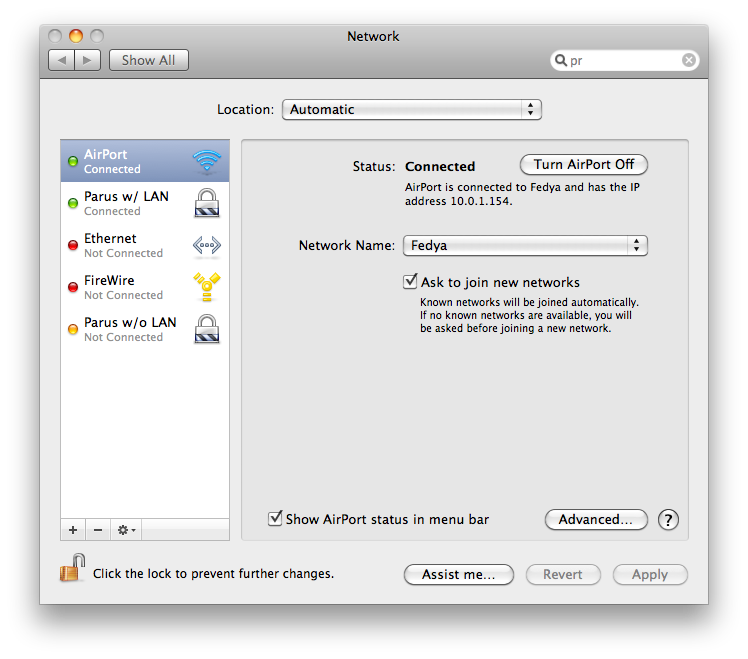 Network
Show All
pr
Location: Automatic
AirPort
Connected
Parus w/ LAN
Connected
Ethernet
Not Connected
FireWire
Not Connected
Parus w/o LAN
Not Connected
Status: Connected
Turn AirPort Off
AirPort is connected to Fedya and has the IP
address 10.0.1.154.
Network Name: Fedya
Ask to join new networks
Known networks will be joined automatically.
If no known networks are available, you will
be asked before joining a new network.
Show AirPort status in menu bar
Advanced...
?
Click the lock to prevent further changes.
Assist me...
Revert
Apply